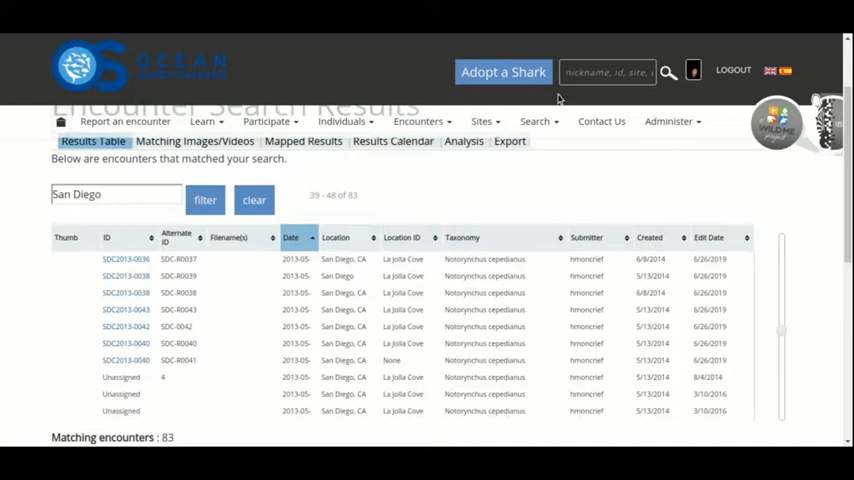 OCEAN
SANCTUARIES
Adopt a Shark
nickname, id, site,
LOGOUT
Encounter Search Results
Report an encounter Learn Participate Individuals Encounters Sites Search Contact Us Administer
A
WILD ME
Results Table Matching Images/Videos Mapped Results Results Calendar Analysis Export
Below are encounters that matched your search.
San Diego filter clear 39 - 48 of 83
Thumb ID Alternate ID Filename(s) Date Location Location ID Taxonomy Submitter Created Edit Date
SDC2013-0036 SDC-R0037 2013-05- San Diego, CA La Jolla Cove Notorynchus cepedianus hmoncrief 6/8/2014 6/26/2019
SDC2013-0038 SDC-R0039 2013-05- San Diego La Jolla Cove Notorynchus cepedianus hmoncrief 5/13/2014 6/26/2019
SDC2013-0038 SDC-R0038 2013-05- San Diego, CA La Jolla Cove Notorynchus cepedianus hmoncrief 6/8/2014 6/26/2019
SDC2013-0043 SDC-R0043 2013-05- San Diego, CA La Jolla Cove Notorynchus cepedianus hmoncrief 5/13/2014 6/26/2019
SDC2013-0042 SDC-0042 2013-05- San Diego, CA La Jolla Cove Notorynchus cepedianus hmoncrief 5/13/2014 6/26/2019
SDC2013-0040 SDC-R0040 2013-05- San Diego, CA La Jolla Cove Notorynchus cepedianus hmoncrief 5/13/2014 6/26/2019
SDC2013-0040 SDC-R0041 2013-05- San Diego, CA None Notorynchus cepedianus hmoncrief 5/13/2014 6/26/2019
Unassigned 4 2013-05- San Diego, CA La Jolla Cove Notorynchus cepedianus hmoncrief 5/13/2014 8/4/2014
Unassigned 2013-05- San Diego, CA La Jolla Cove Notorynchus cepedianus hmoncrief 5/13/2014 3/10/2016
Unassigned 2013-05- San Diego, CA La Jolla Cove Notorynchus cepedianus hmoncrief 5/13/2014 3/10/2016
Matching encounters : 83